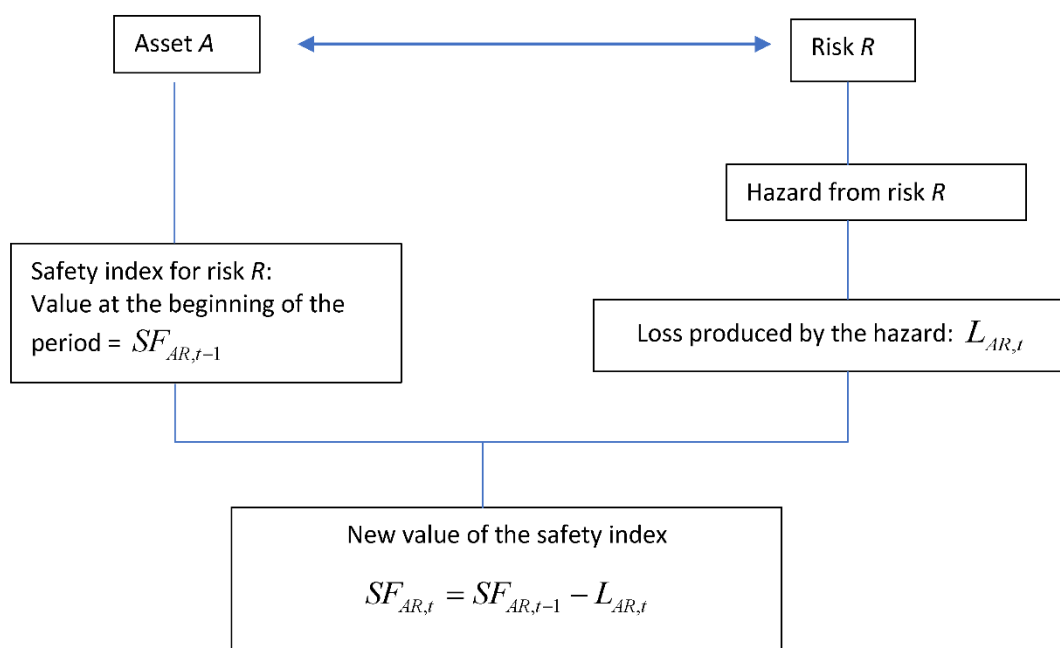 Asset A
Risk R
Hazard from risk R
Safety index for risk R:
Value at the beginning of the
period = SF_{AR,t−1}
Loss produced by the hazard: L_{AR,t}
New value of the safety index
SF_{AR,t} = SF_{AR,t−1} − L_{AR,t}